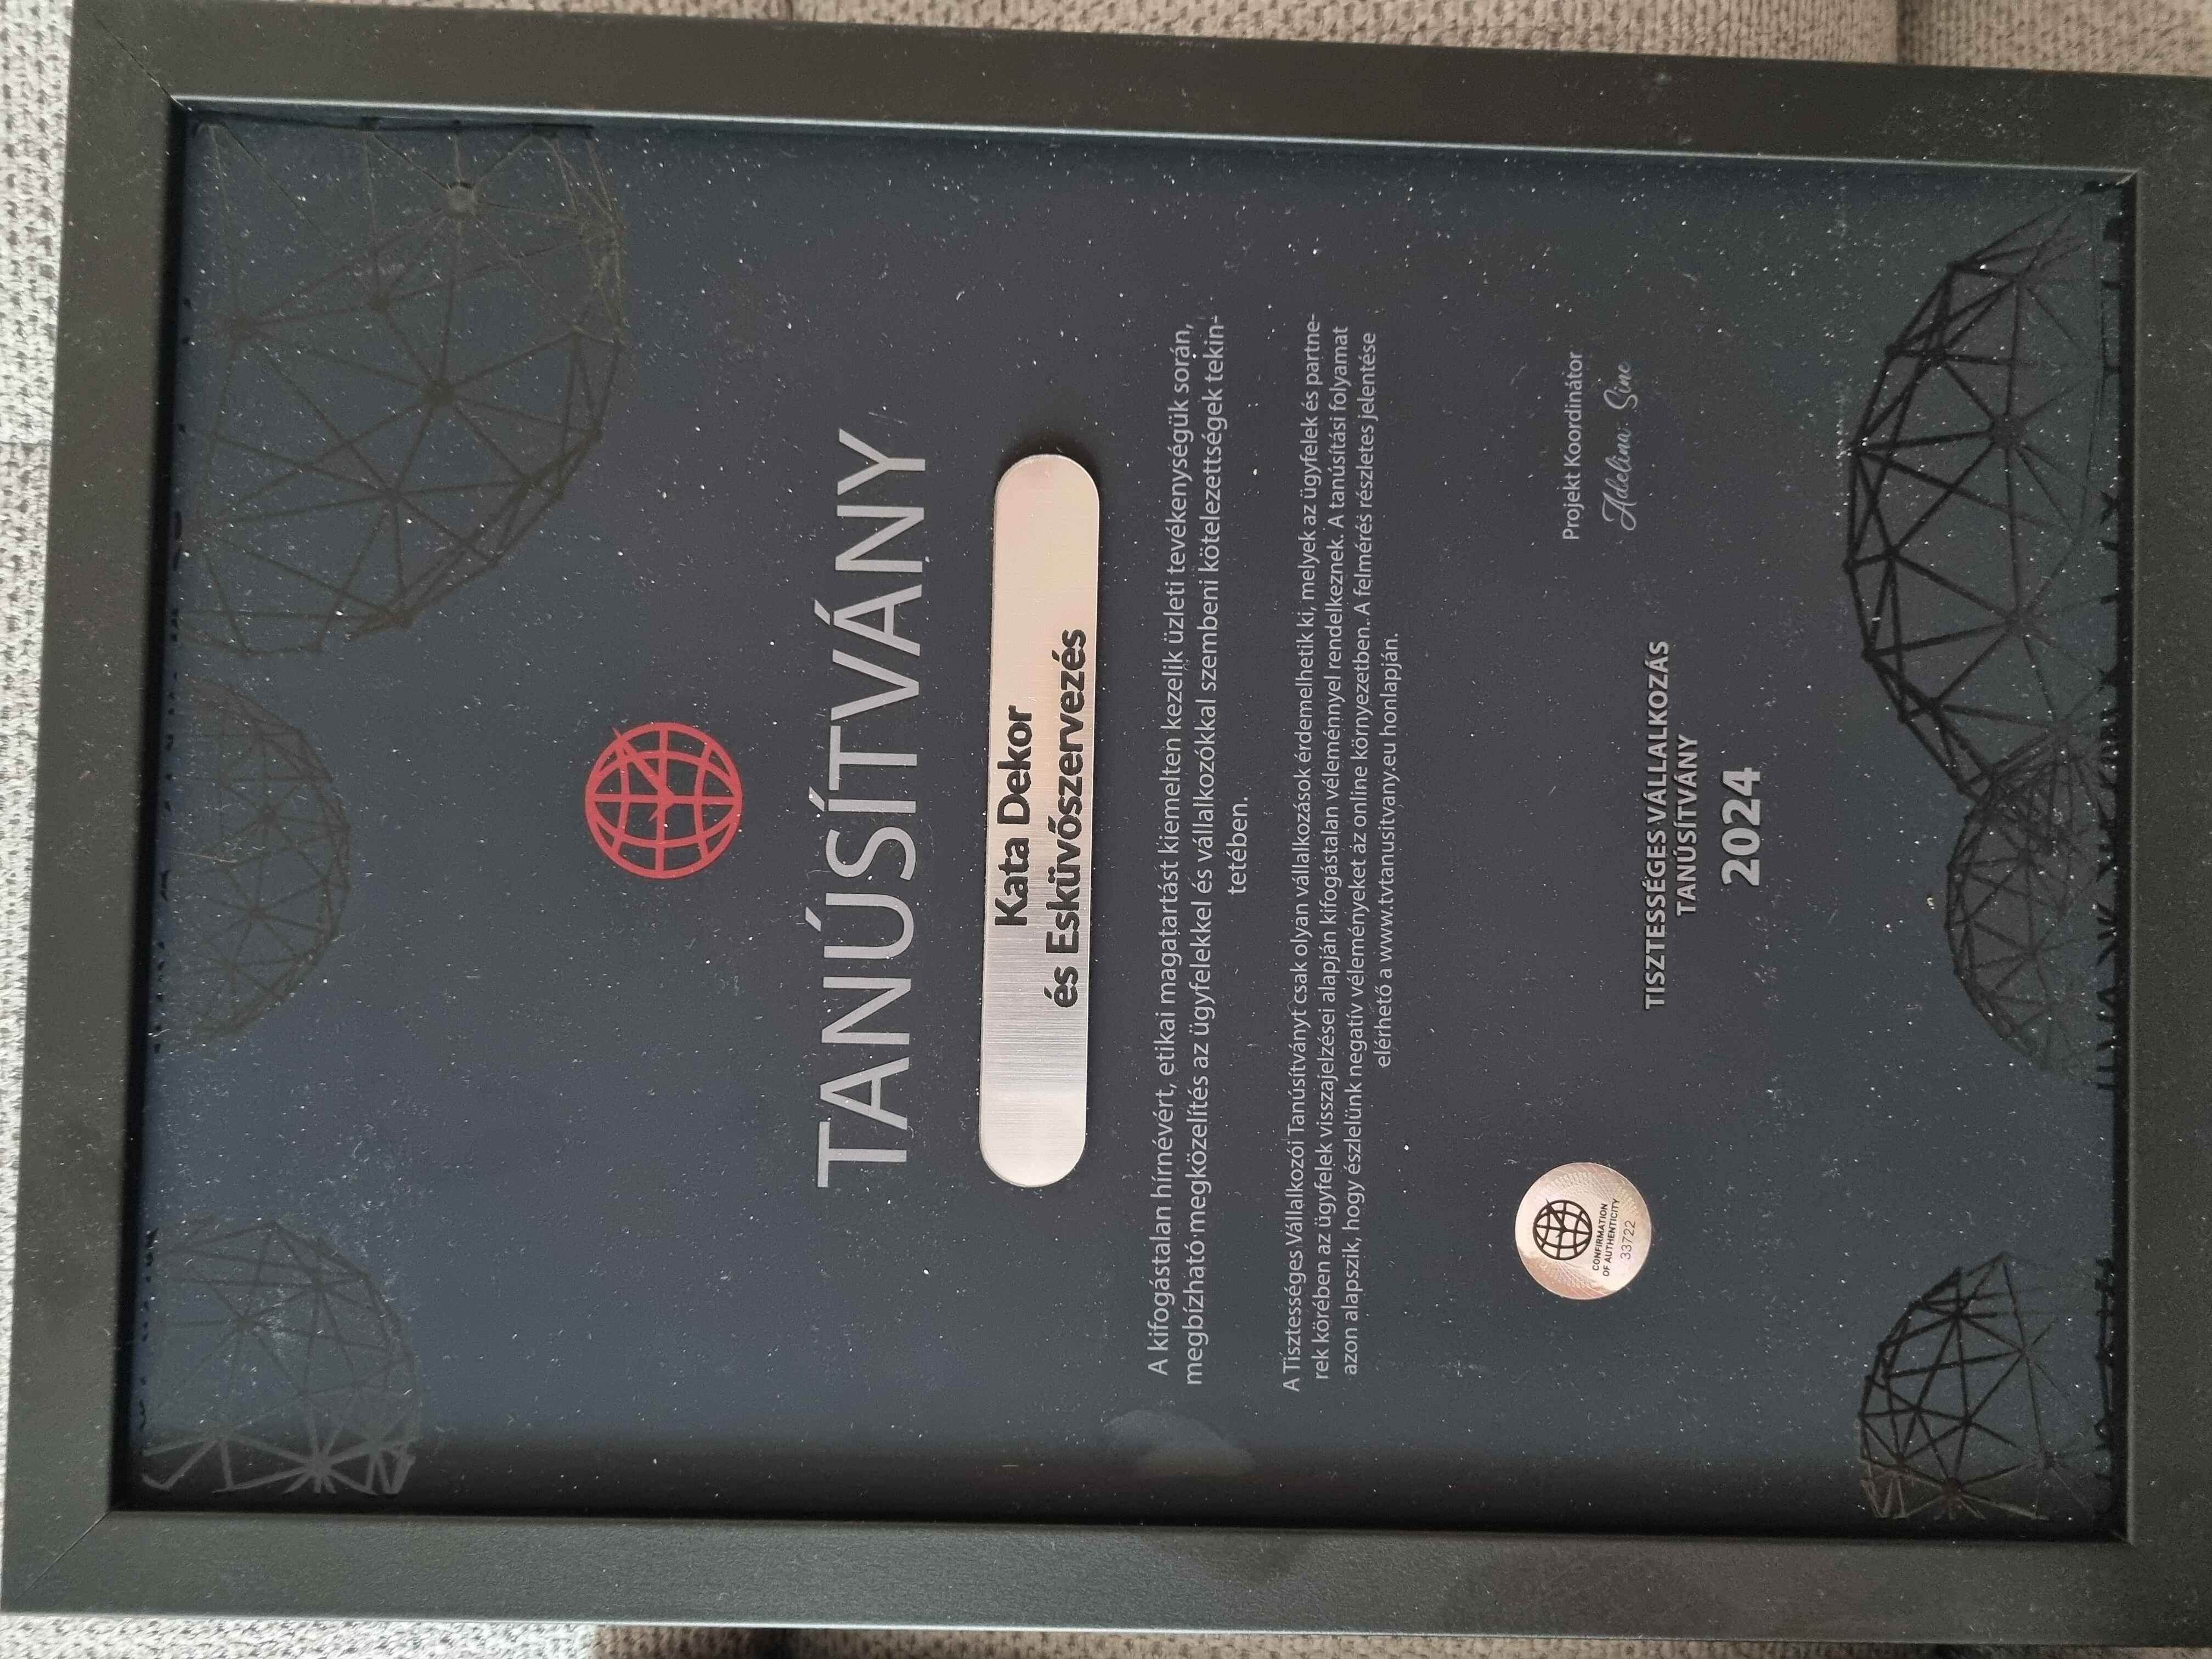 TANÚSÍTVÁNY
Kata Dekor
és Esküvőszervezés
A kifogástalan hírnévért, etikai magatartást kiemelten kezelik üzleti tevékenységük során,
megbízható megközelítés az ügyfelekkel és vállalkozókkal szembeni kötelezettségek tekin-
tetében.
A Tisztességes Vállalkozói Tanúsítványt csak olyan vállalkozások érdemelhetik ki, melyek az ügyfelek és partne-
rek körében az ügyfelek visszajelzései alapján kifogástalan véleménnyel rendelkeznek. A tanúsítási folyamat
azon alapszik, hogy észlelünk negatív véleményeket az online környezetben. A felmérés részletes jelentése
elérhető a www.tvtanusitvany.eu honlapján.
CONFIRMATION
OF AUTHENTICITY
33722
Projekt Koordinátor
Adelina Sinc
TISZTESSÉGES VÁLLALKOZÁS
TANÚSÍTVÁNY
2024